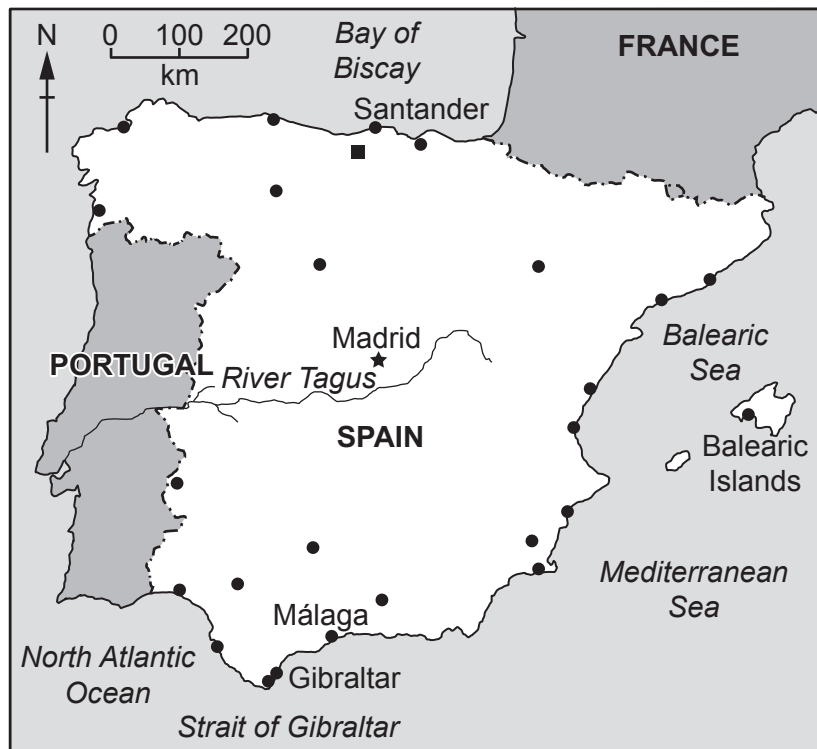 N
0 100 200
km
Bay of
Biscay
FRANCE
Santander
Madrid
PORTUGAL
River Tagus
Balearic
Sea
SPAIN
Balearic
Islands
Mediterranean
Sea
Málaga
North Atlantic
Ocean
Gibraltar
Strait of Gibraltar